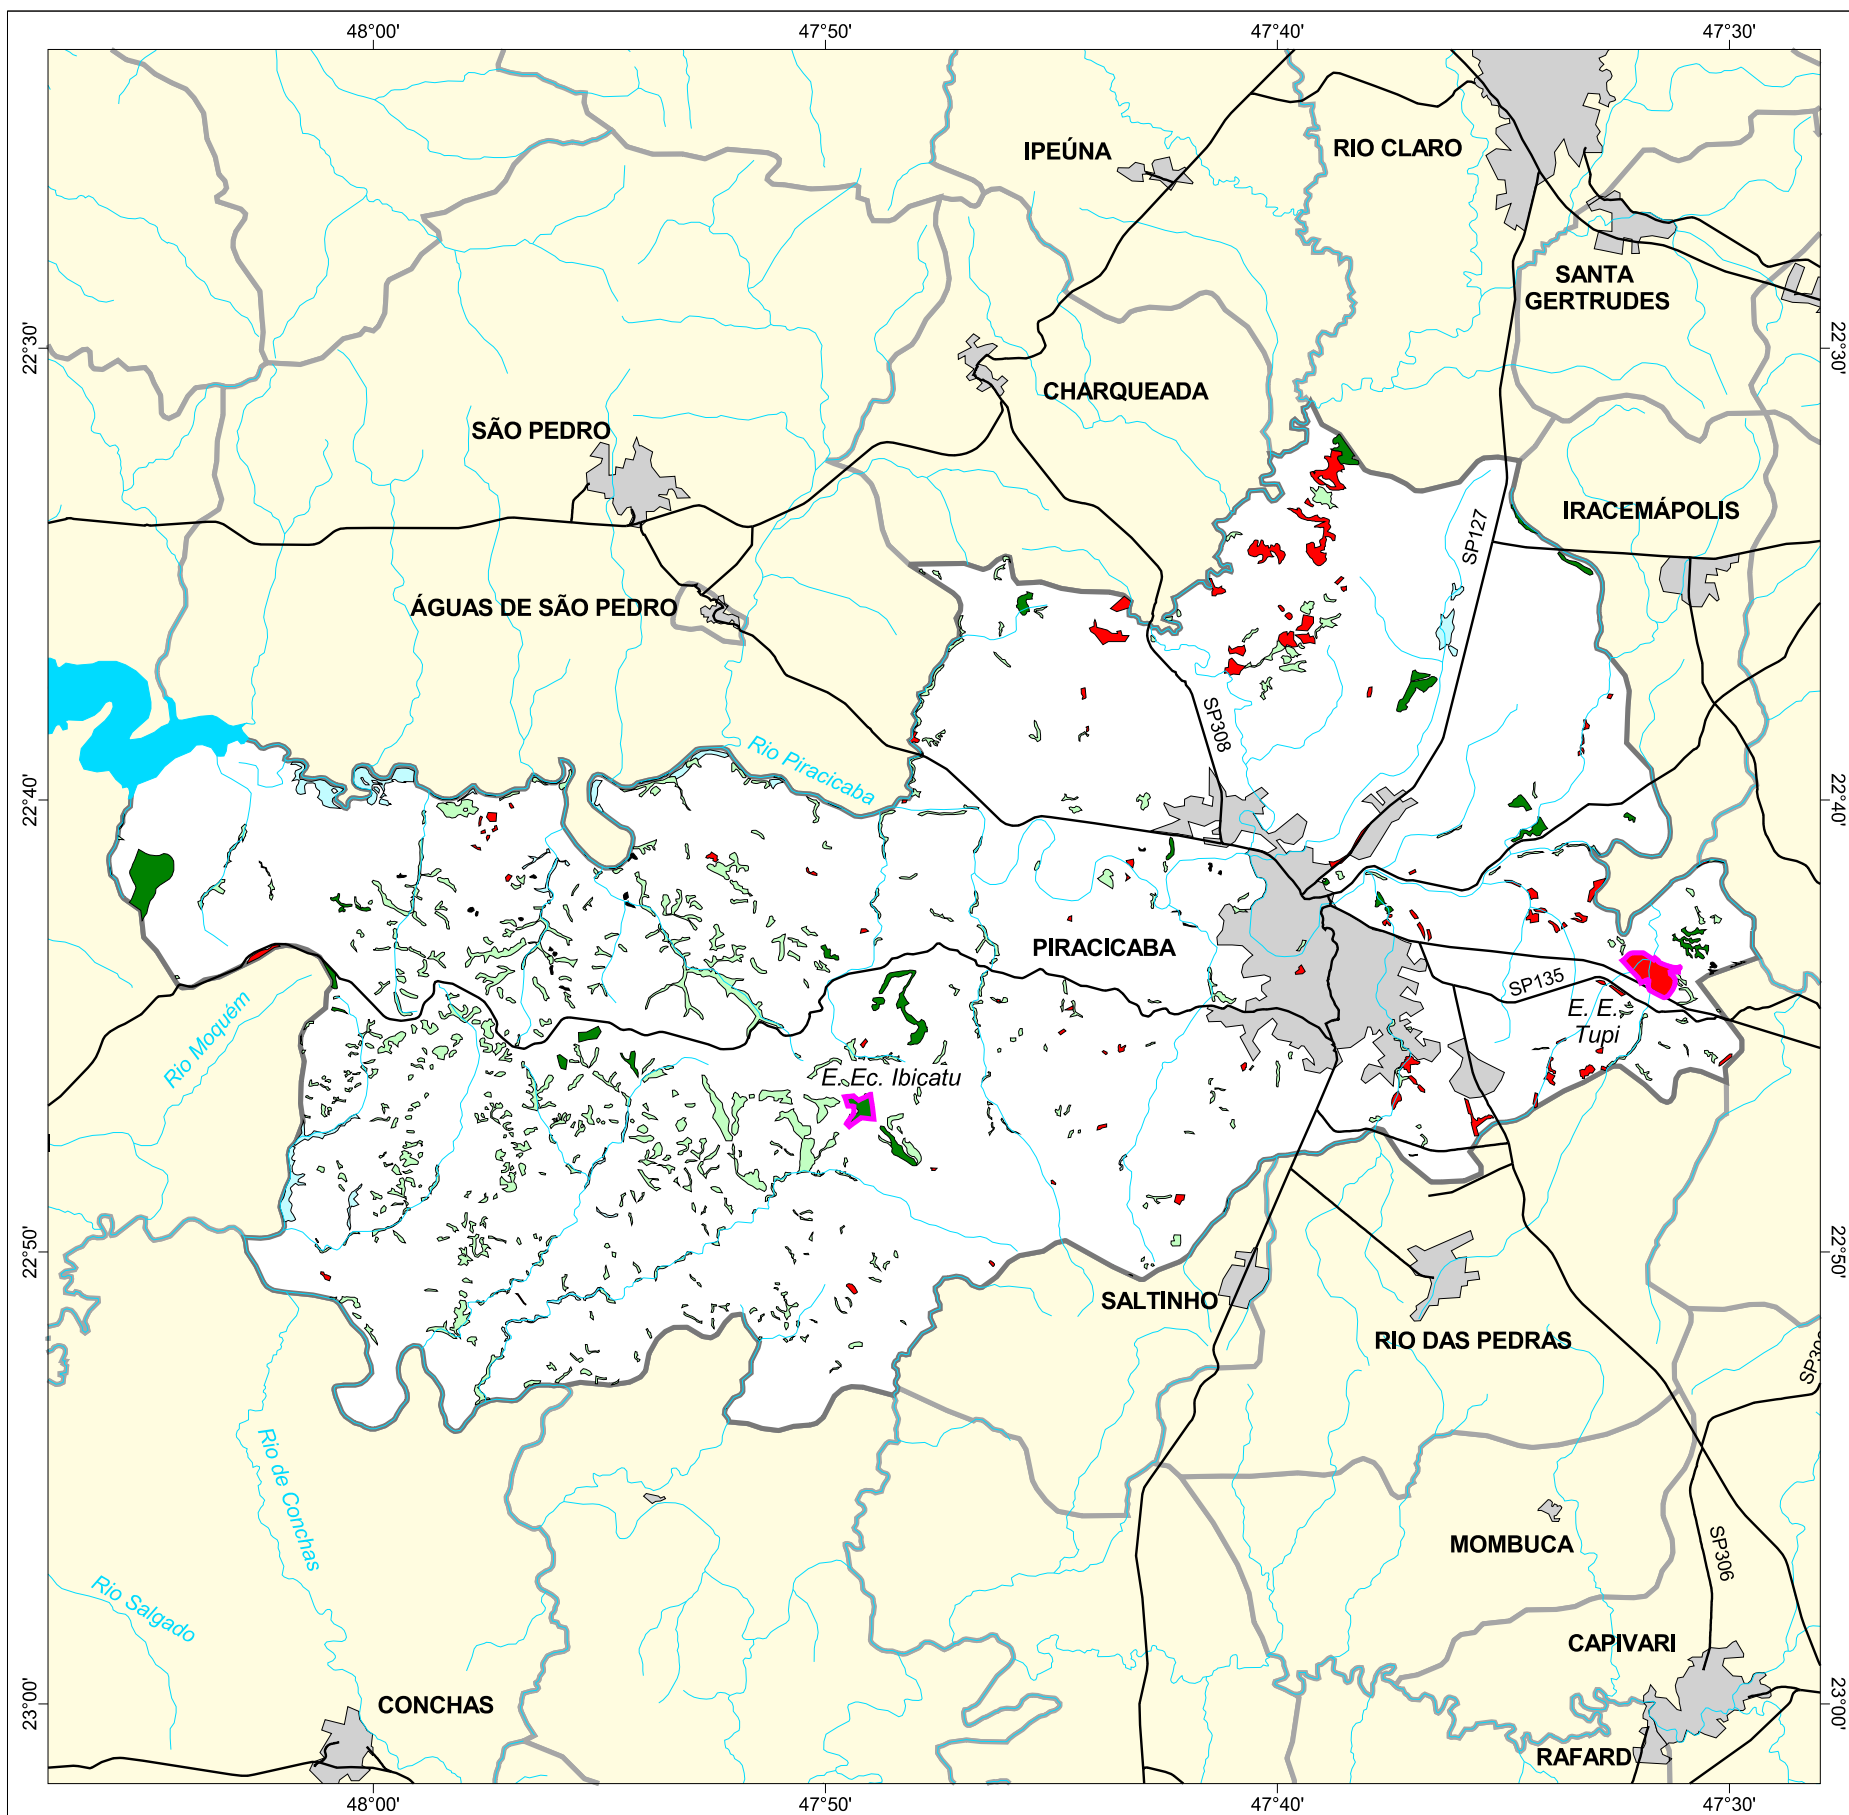 48°00'
47°50'
47°40'
47°30'
IPEÚNA
RIO CLARO
SANTA
GERTRUDES
22°30'
22°30'
CHARQUEADA
SÃO PEDRO
IRACEMÁPOLIS
SP127
ÁGUAS DE SÃO PEDRO
SP308
Rio Piracicaba
22°40'
22°40'
PIRACICABA
SP135
E. E.
Tupi
Rio Moquém
E. Ec. Ibicatu
22°50'
22°50'
SALTINHO
RIO DAS PEDRAS
Rio de Conchas
MOMBUCA
SP306
Rio Salgado
CAPIVARI
CONCHAS
23°00'
23°00'
RAFARD
48°00'
47°50'
47°40'
47°30'